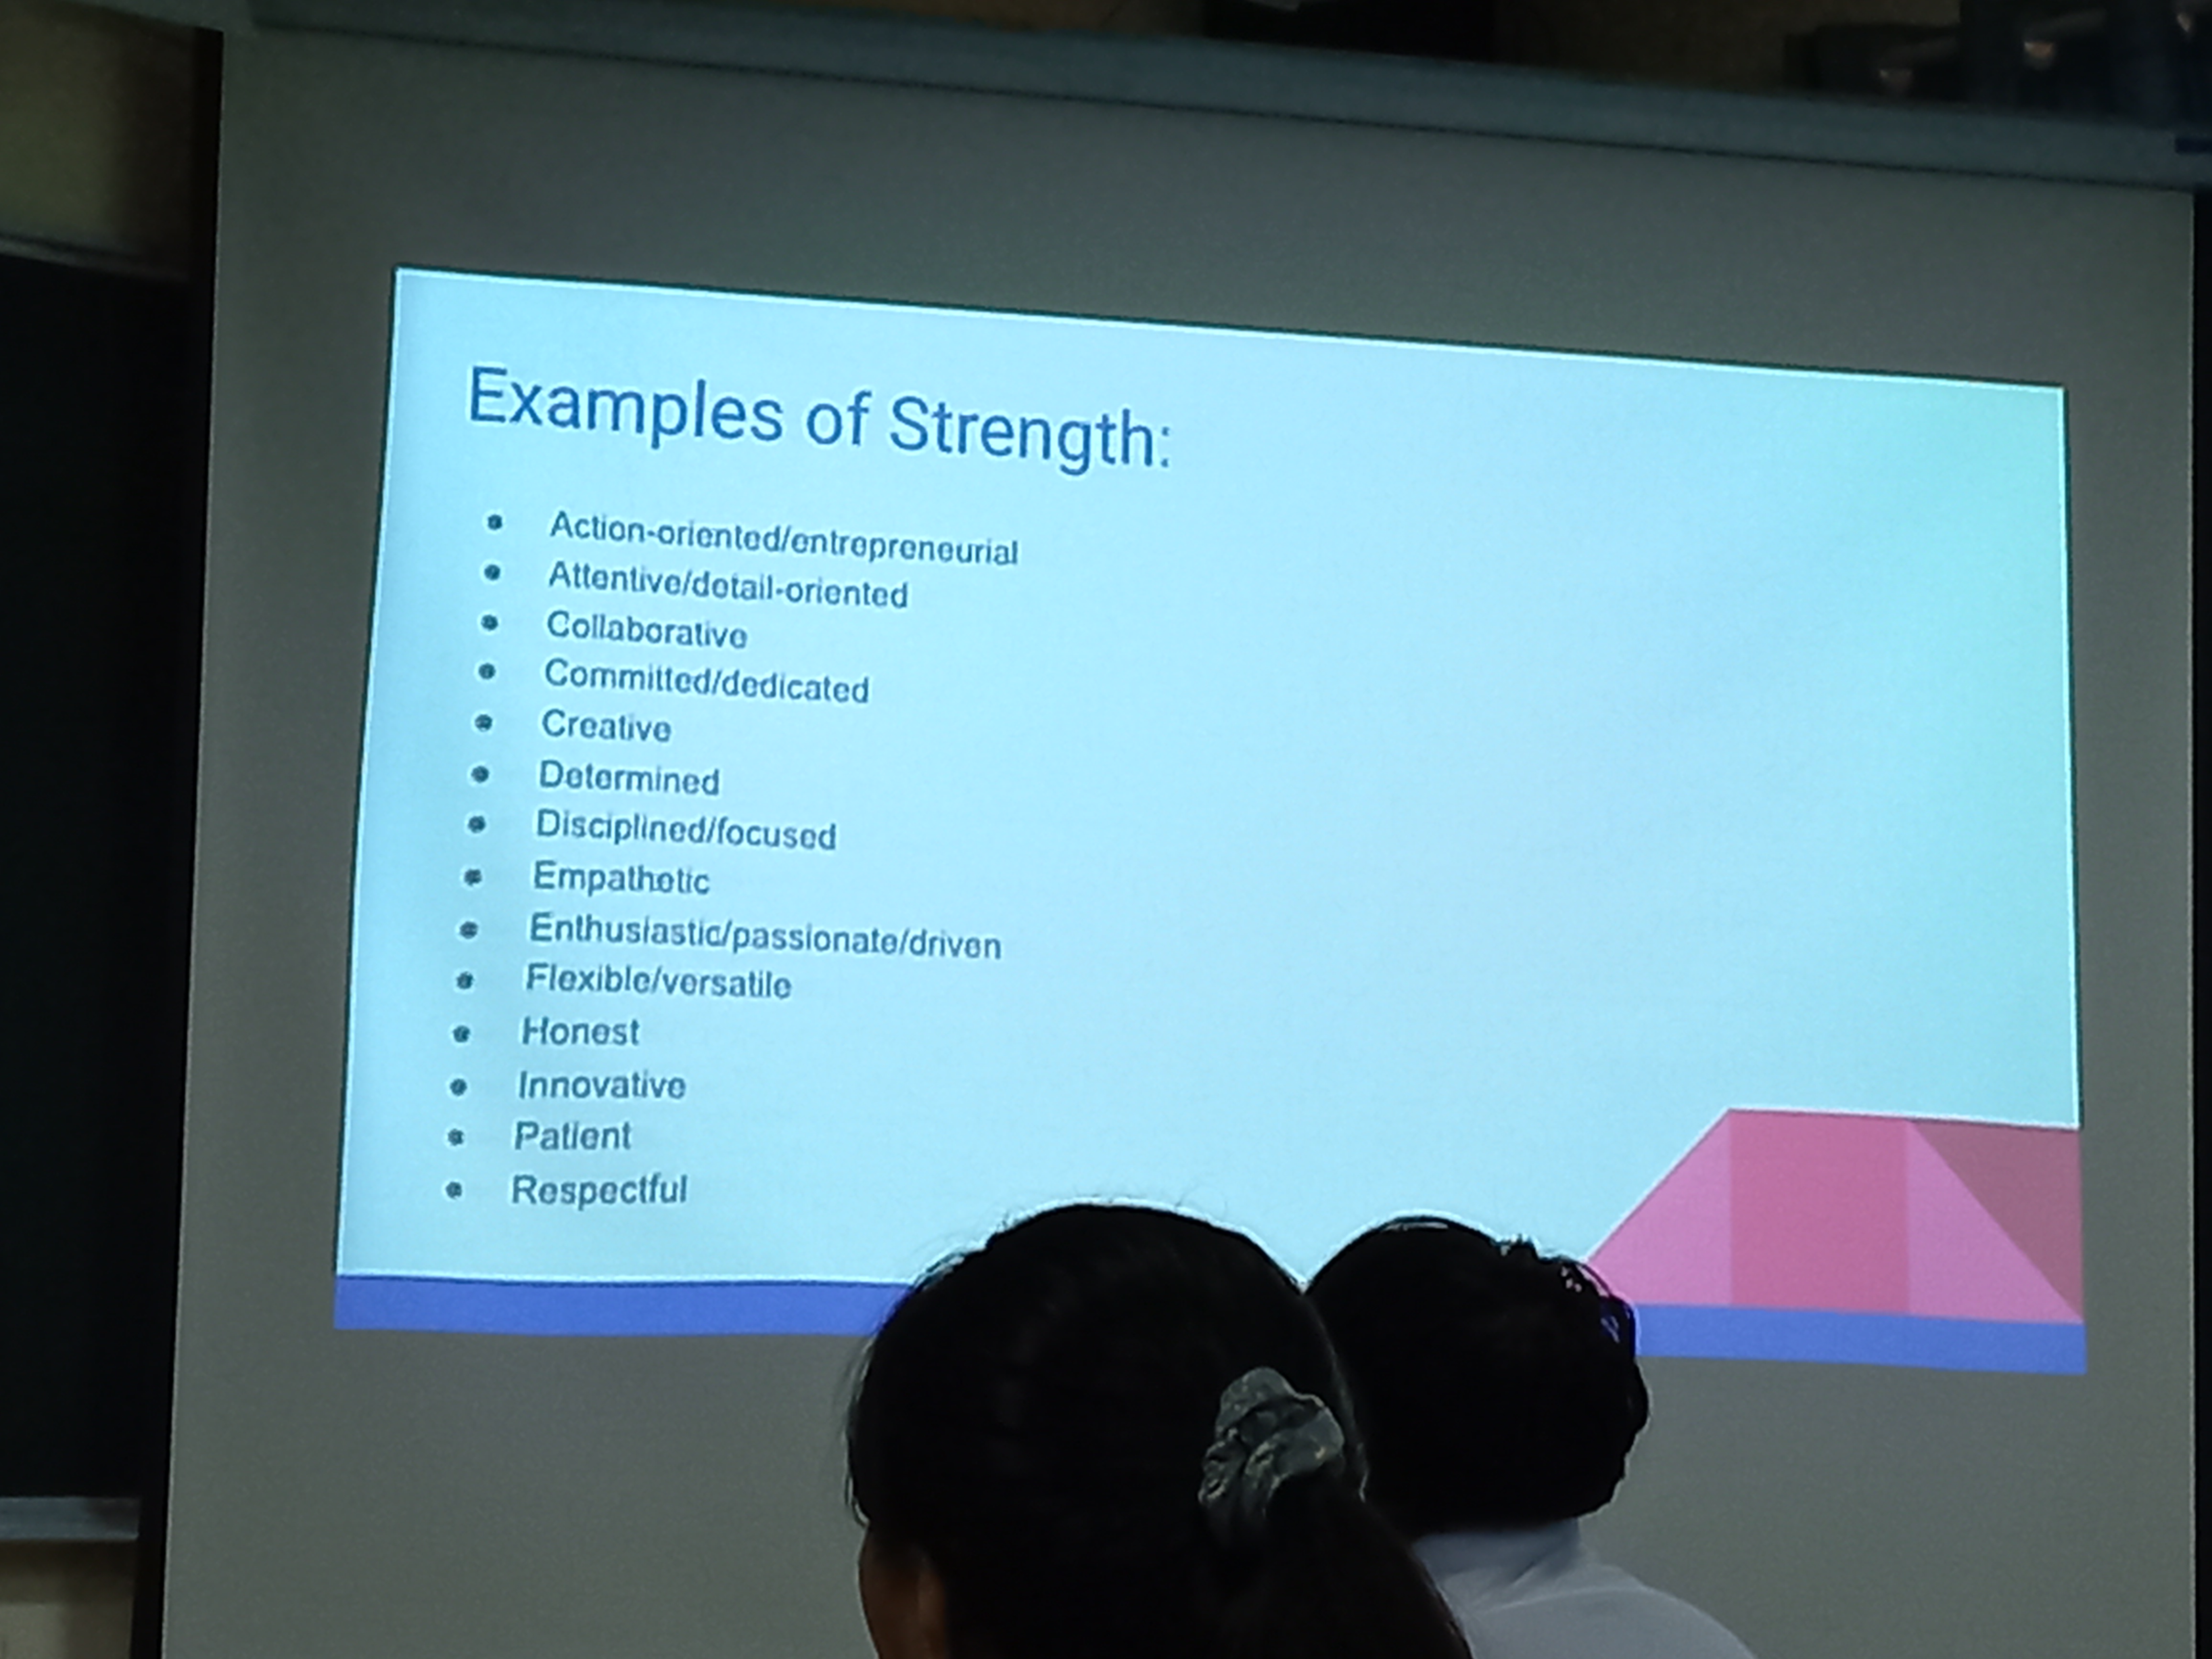 Examples of Strength:
• Action-oriented/entrepreneurial
• Attentive/detail-oriented
• Collaborative
• Committed/dedicated
• Creative
• Determined
• Disciplined/focused
• Empathetic
• Enthusiastic/passionate/driven
• Flexible/versatile
• Honest
• Innovative
• Patient
• Respectful